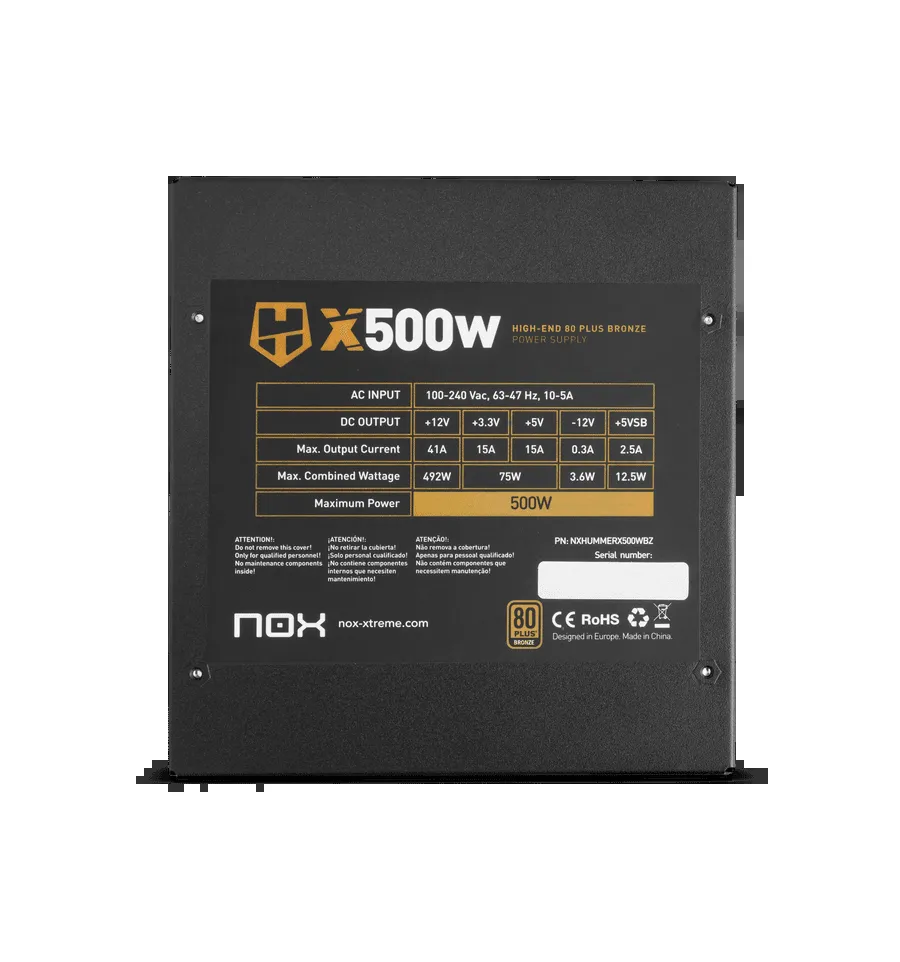 X500W HIGH-END 80 PLUS BRONZE
POWER SUPPLY
AC INPUT 100-240 Vac, 63-47 Hz, 10-5A
DC OUTPUT +12V +3.3V +5V -12V +5VSB
Max. Output Current 41A 15A 15A 0.3A 2.5A
Max. Combined Wattage 492W 75W 3.6W 12.5W
Maximum Power 500W
ATTENTION!:
Do not remove this cover!
Only for qualified personnel!
No maintenance components
inside!
¡ATENCIÓN!:
¡No retirar la cubierta!
¡Solo personal cualificado!
¡No contiene componentes
internos que necesiten
mantenimiento!
ATENÇÃO!:
Não remova a cobertura!
Apenas para pessoal qualificado!
Não contém componentes que
necessitem manutenção!
PN: NXHUMMERX500WBZ
Serial number:
nox nox-xtreme.com
80
PLUS
BRONZE
CE RoHS
Designed in Europe. Made in China.